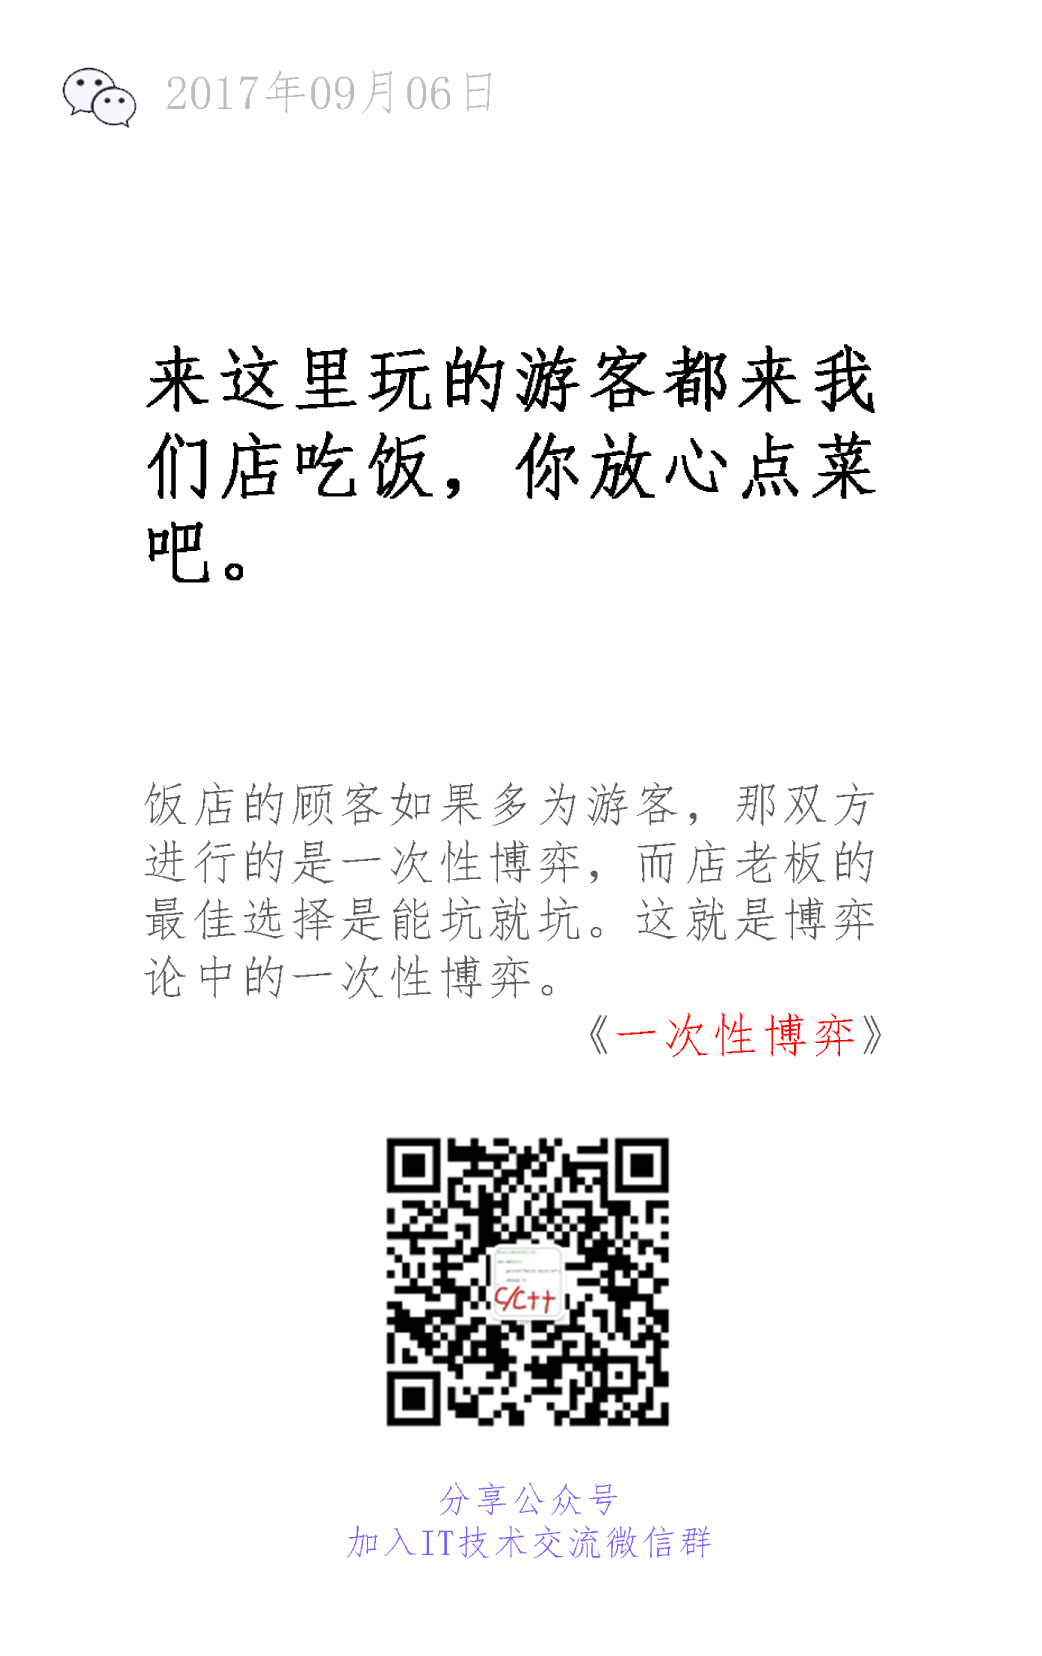 2017年09月06日
来这里玩的游客都来我
们店吃饭，你放心点菜
吧。
饭店的顾客如果多为游客，那双方
进行的是一次性博弈，而店老板的
最佳选择是能坑就坑。这就是博弈
论中的一次性博弈。
《一次性博弈》
C/C++
分享公众号
加入IT技术交流微信群